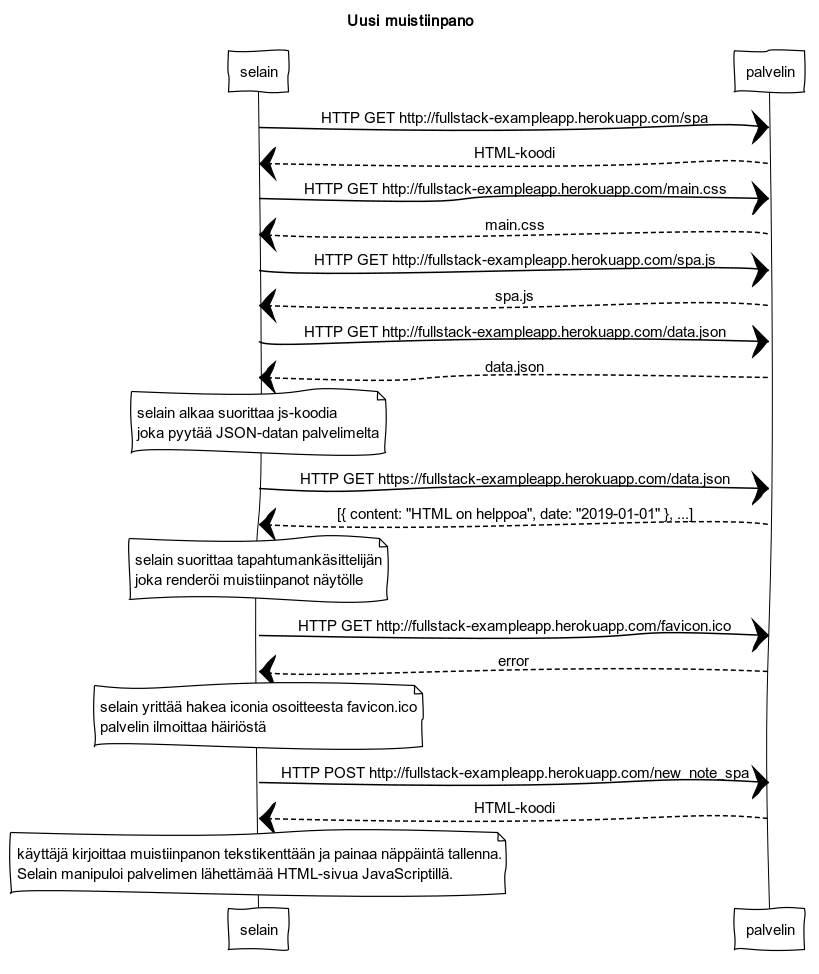 Uusi muistiinpano
selain
palvelin
HTTP GET http://fullstack-exampleapp.herokuapp.com/spa
HTML-koodi
HTTP GET http://fullstack-exampleapp.herokuapp.com/main.css
main.css
HTTP GET http://fullstack-exampleapp.herokuapp.com/spa.js
spa.js
HTTP GET http://fullstack-exampleapp.herokuapp.com/data.json
data.json
selain alkaa suorittaa js-koodia
joka pyytää JSON-datan palvelimelta
HTTP GET https://fullstack-exampleapp.herokuapp.com/data.json
[{ content: "HTML on helppoa", date: "2019-01-01" }, ...]
selain suorittaa tapahtumankäsittelijän
joka renderöi muistiinpanot näytölle
HTTP GET http://fullstack-exampleapp.herokuapp.com/favicon.ico
error
selain yrittää hakea iconia osoitteesta favicon.ico
palvelin ilmoittaa häiriöstä
HTTP POST http://fullstack-exampleapp.herokuapp.com/new_note_spa
HTML-koodi
käyttäjä kirjoittaa muistiinpanon tekstikenttään ja painaa näppäintä tallenna.
Selain manipuloi palvelimen lähettämää HTML-sivua JavaScriptillä.
selain
palvelin